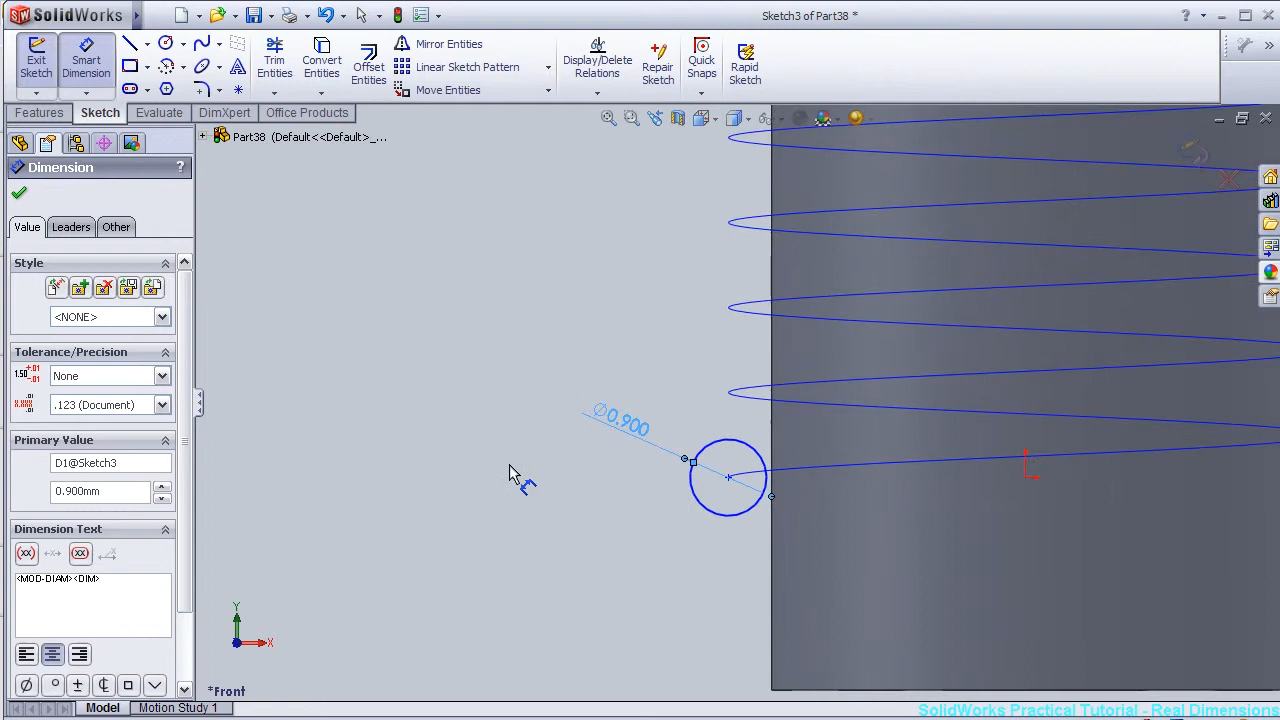 SolidWorks
Sketch3 of Part38 *
Exit Sketch
Smart Dimension
Trim Entities
Convert Entities
Offset Entities
Mirror Entities
Linear Sketch Pattern
Move Entities
Display/Delete Relations
Repair Sketch
Quick Snaps
Rapid Sketch
Features Sketch Evaluate DimXpert Office Products
Part38 (Default<<Default>_...
Dimension ?
Value Leaders Other
Style
<NONE>
Tolerance/Precision
None
.123 (Document)
Primary Value
D1@Sketch3
0.900mm
Dimension Text
<MOD-DIAM><DIM>
Ø0.900
Y
X
*Front
Model Motion Study 1
SolidWorks Practical Tutorial - Real Dimensions